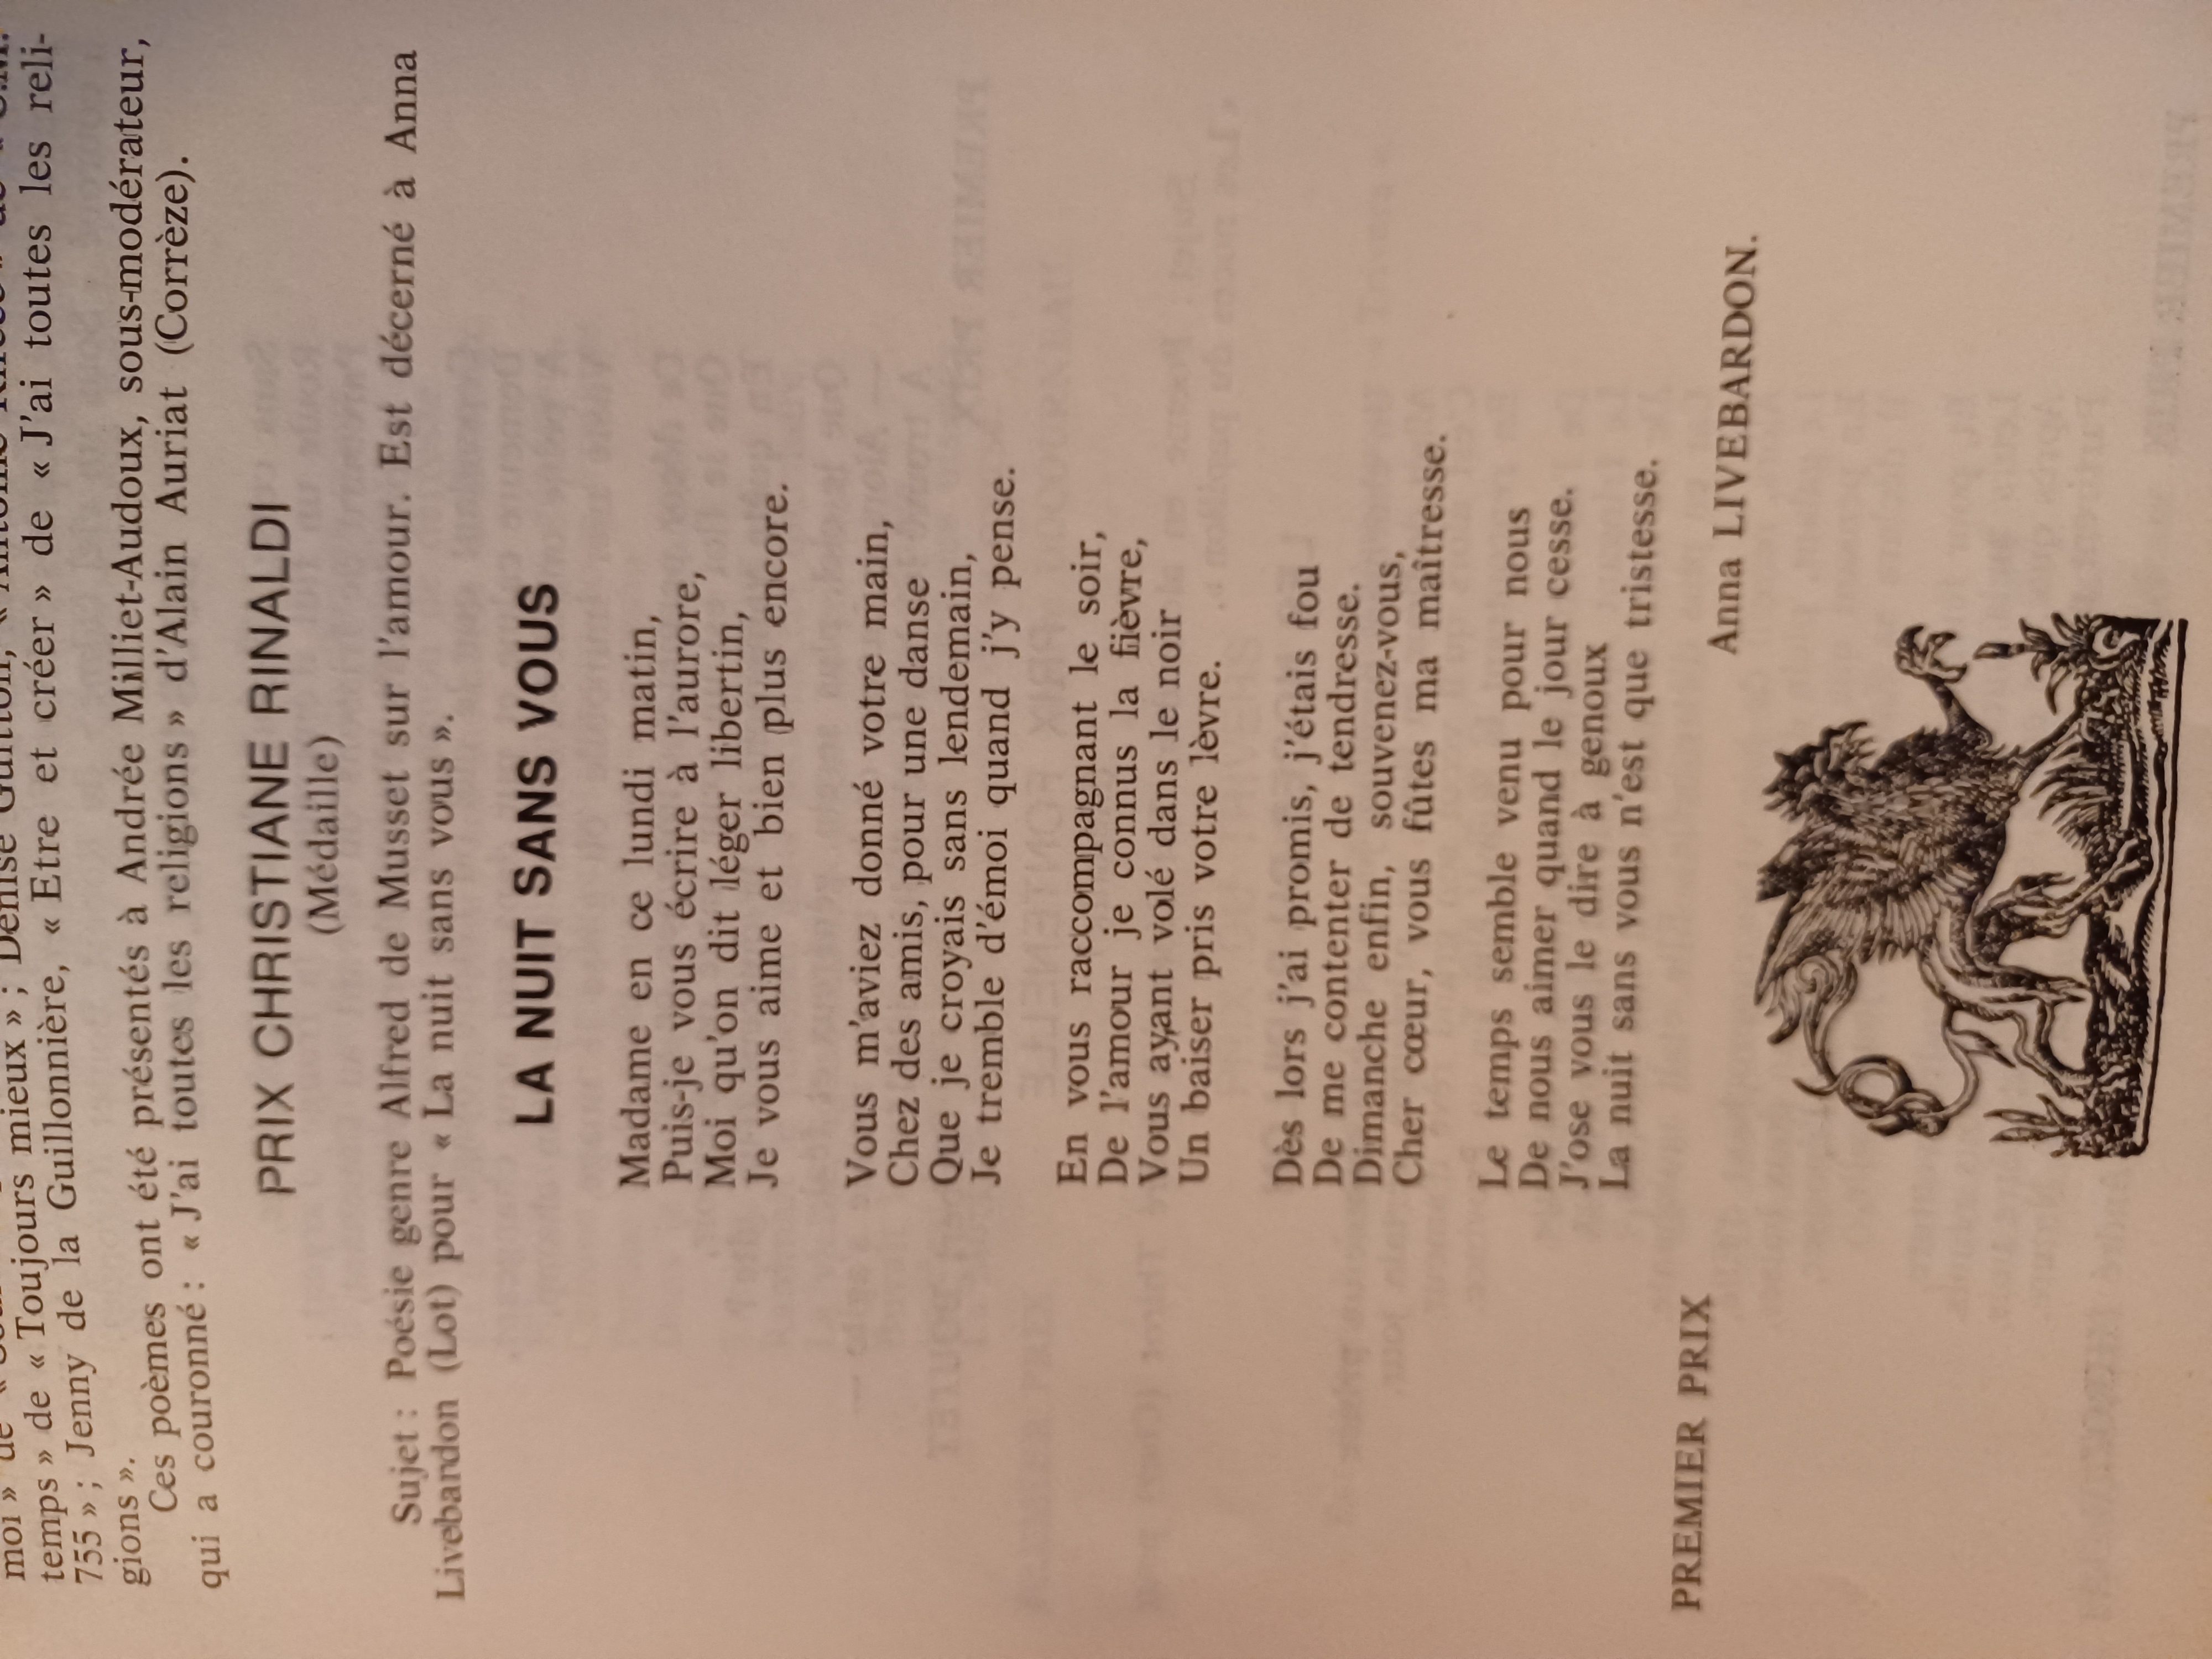 temps » de « Toujours mieux » ; Denise Guitton, « Antoine
755 » ; Jenny de la Guillonnière, « Etre et créer » de « J'ai toutes les reli-
gions ».
Ces poèmes ont été présentés à Andrée Milliet-Audoux, sous-modérateur,
qui a couronné : « J'ai toutes les religions » d'Alain Auriat (Corrèze).
PRIX CHRISTIANE RINALDI
(Médaille)
Sujet : Poésie genre Alfred de Musset sur l'amour. Est décerné à Anna
Livebardon (Lot) pour « La nuit sans vous ».
LA NUIT SANS VOUS
Madame en ce lundi matin,
Puis-je vous écrire à l'aurore,
Moi qu'on dit léger libertin,
Je vous aime et bien plus encore.
Vous m'aviez donné votre main,
Chez des amis, pour une danse
Que je croyais sans lendemain,
Je tremble d'émoi quand j'y pense.
En vous raccompagnant le soir,
De l'amour je connus la fièvre,
Vous ayant volé dans le noir
Un baiser pris votre lèvre.
Dès lors j'ai promis, j'étais fou
De me contenter de tendresse.
Dimanche enfin, souvenez-vous,
Cher cœur, vous fûtes ma maîtresse.
Le temps semble venu pour nous
De nous aimer quand le jour cesse.
J'ose vous le dire à genoux
La nuit sans vous n'est que tristesse.
PREMIER PRIX Anna LIVEBARDON.